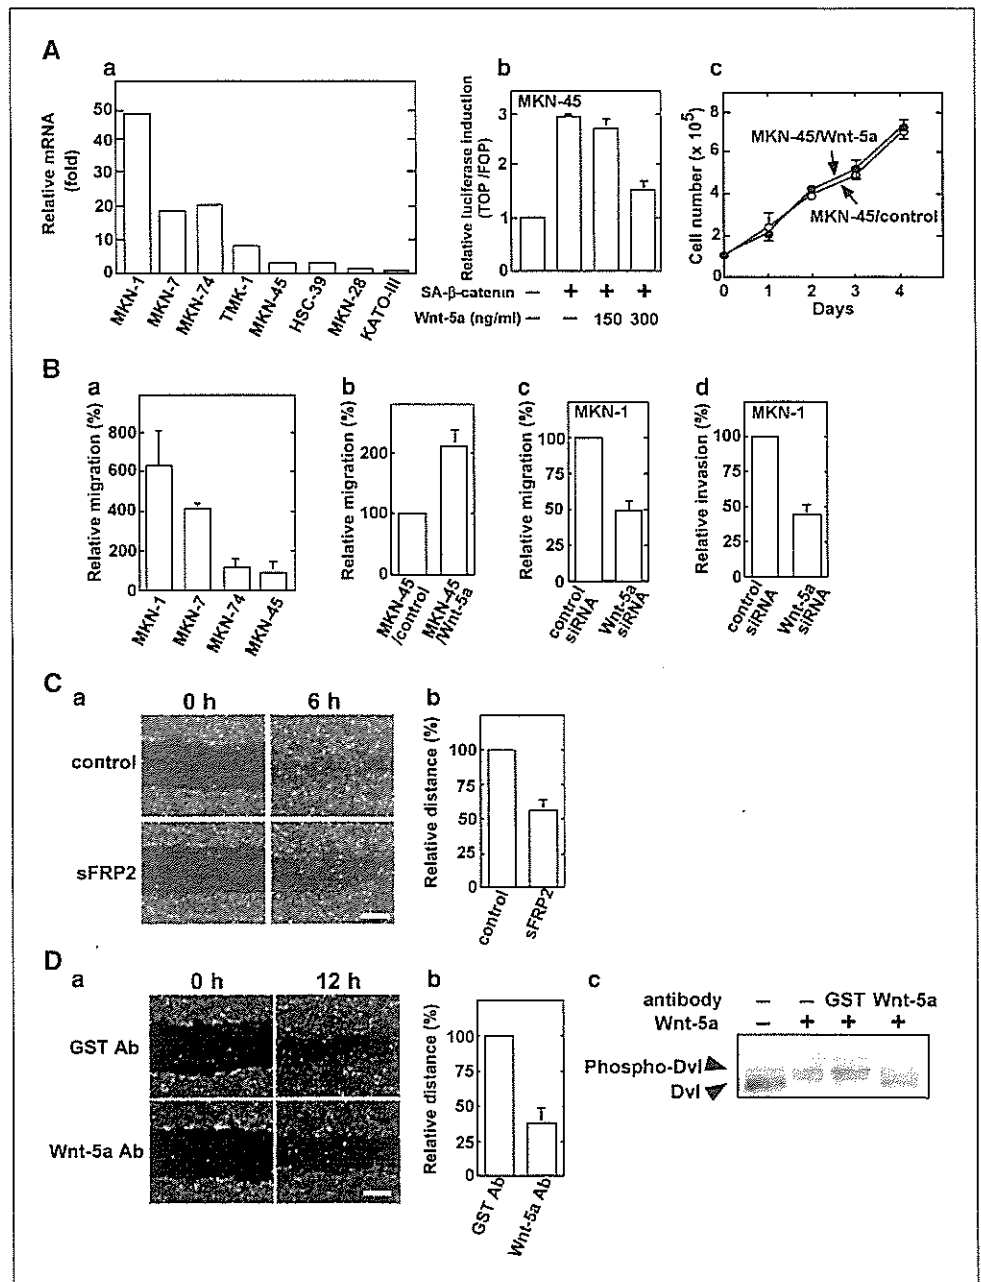 A
a
Relative mRNA
(fold)
50
40
30
20
10
0
MKN-1
MKN-7
MKN-74
TMK-1
MKN-45
HSC-39
MKN-28
KATO-III
b
MKN-45
Relative luciferase induction
(TOP /FOP)
3
2
1
0
SA-β-catenin − + + +
Wnt-5a (ng/ml) − − 150 300
c
Cell number (x 10⁵)
8
6
4
2
0
MKN-45/Wnt-5a
MKN-45/control
0 1 2 3 4
Days
B
a
Relative migration (%)
800
600
400
200
0
MKN-1
MKN-7
MKN-74
MKN-45
b
Relative migration (%)
200
100
0
MKN-45
/control
MKN-45
/Wnt-5a
c
MKN-1
Relative migration (%)
100
75
50
25
0
control
siRNA
Wnt-5a
siRNA
d
MKN-1
Relative invasion (%)
100
75
50
25
0
control
siRNA
Wnt-5a
siRNA
C
a
0 h 6 h
control
sFRP2
b
Relative distance (%)
100
75
50
25
0
control
sFRP2
D
a
0 h 12 h
GST Ab
Wnt-5a Ab
b
Relative distance (%)
100
75
50
25
0
GST Ab
Wnt-5a Ab
c
antibody − − GST Wnt-5a
Wnt-5a − + + +
Phospho-Dvl
Dvl